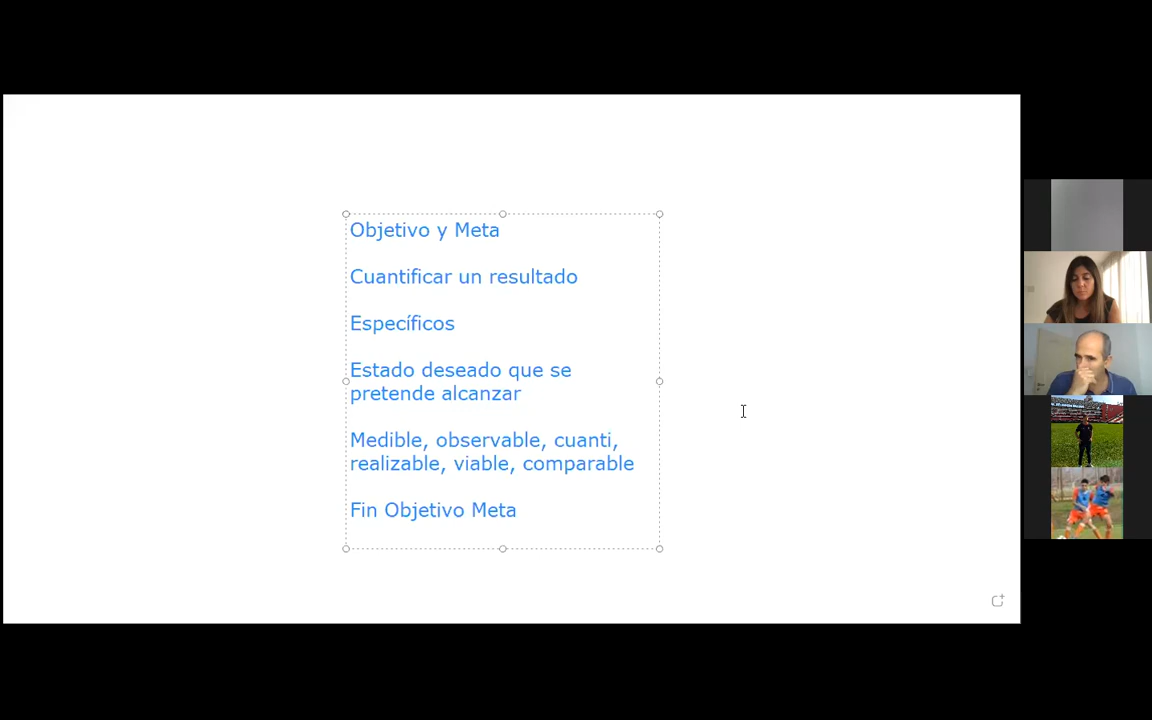 Objetivo y Meta
Cuantificar un resultado
Específicos
Estado deseado que se
pretende alcanzar
Medible, observable, cuanti,
realizable, viable, comparable
Fin Objetivo Meta